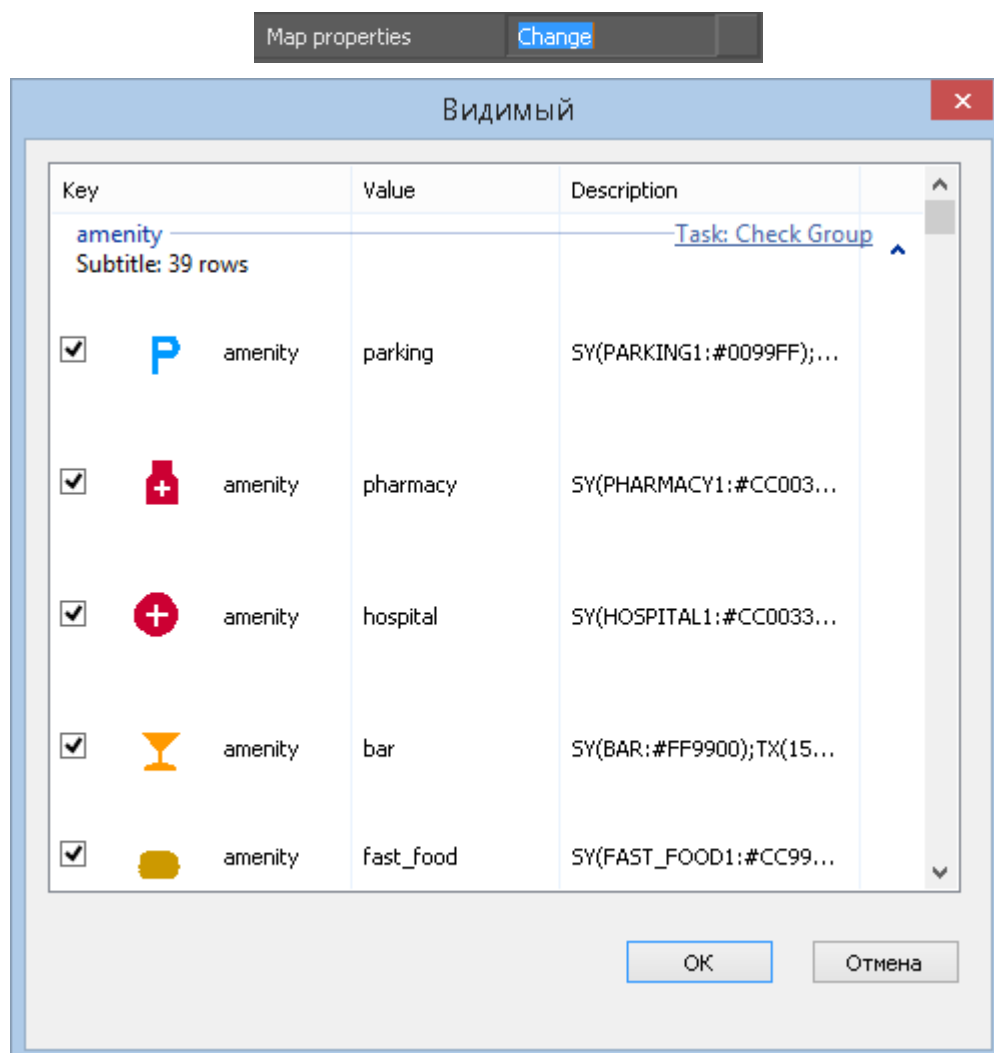 Map properties Change
Видимый
Key Value Description
amenity Task: Check Group
Subtitle: 39 rows
P amenity parking SY(PARKING1:#0099FF);...
amenity pharmacy SY(PHARMACY1:#CC003...
amenity hospital SY(HOSPITAL1:#CC0033...
amenity bar SY(BAR:#FF9900);TX(15...
amenity fast_food SY(FAST_FOOD1:#CC99...
OK Отмена